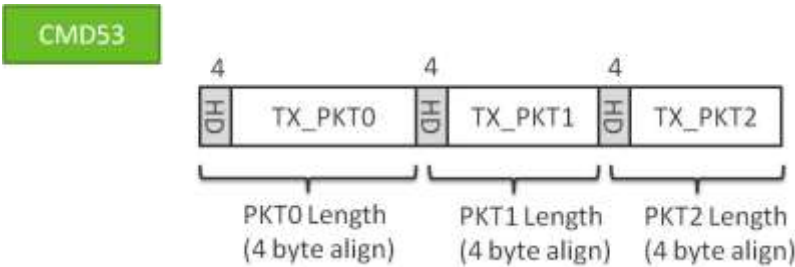 CMD53
4 4 4
HD TX_PKT0 HD TX_PKT1 HD TX_PKT2
PKT0 Length PKT1 Length PKT2 Length
(4 byte align) (4 byte align) (4 byte align)